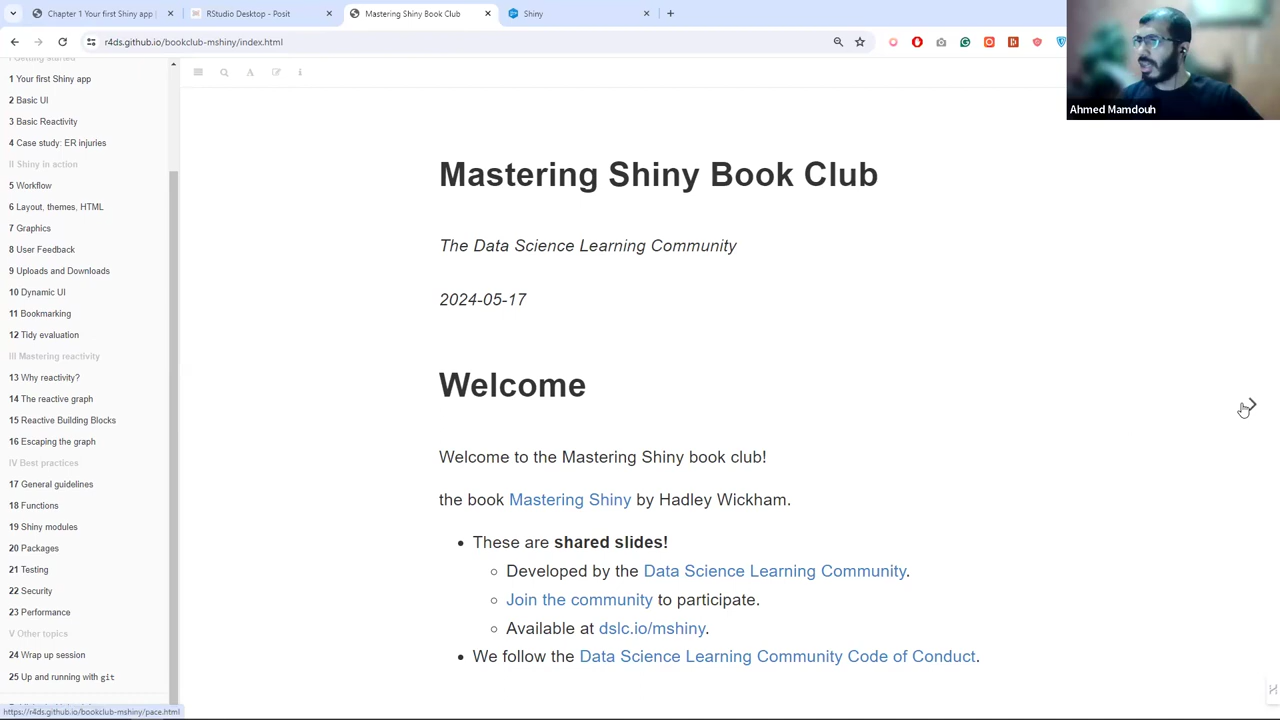 Chapter 1 Your first Shiny app
RStudio Desktop - Posit
Mastering Shiny Book Club
Shiny
r4ds.github.io/bookclub-mshiny/index.html
Ahmed Mamdouh
I Getting started
1 Your first Shiny app
2 Basic UI
3 Basic Reactivity
4 Case study: ER injuries
II Shiny in action
5 Workflow
6 Layout, themes, HTML
7 Graphics
8 User Feedback
9 Uploads and Downloads
10 Dynamic UI
11 Bookmarking
12 Tidy evaluation
III Mastering reactivity
13 Why reactivity?
14 The reactive graph
15 Reactive Building Blocks
16 Escaping the graph
IV Best practices
17 General guidelines
18 Functions
19 Shiny modules
20 Packages
21 Testing
22 Security
23 Performance
V Other topics
24 Wrap up session
25 Up and running with git
https://r4ds.github.io/bookclub-mshiny/pace.html
Mastering Shiny Book Club
The Data Science Learning Community
2024-05-17
Welcome
Welcome to the Mastering Shiny book club!
the book Mastering Shiny by Hadley Wickham.
• These are shared slides!
○ Developed by the Data Science Learning Community.
○ Join the community to participate.
○ Available at dslc.io/mshiny.
• We follow the Data Science Learning Community Code of Conduct.